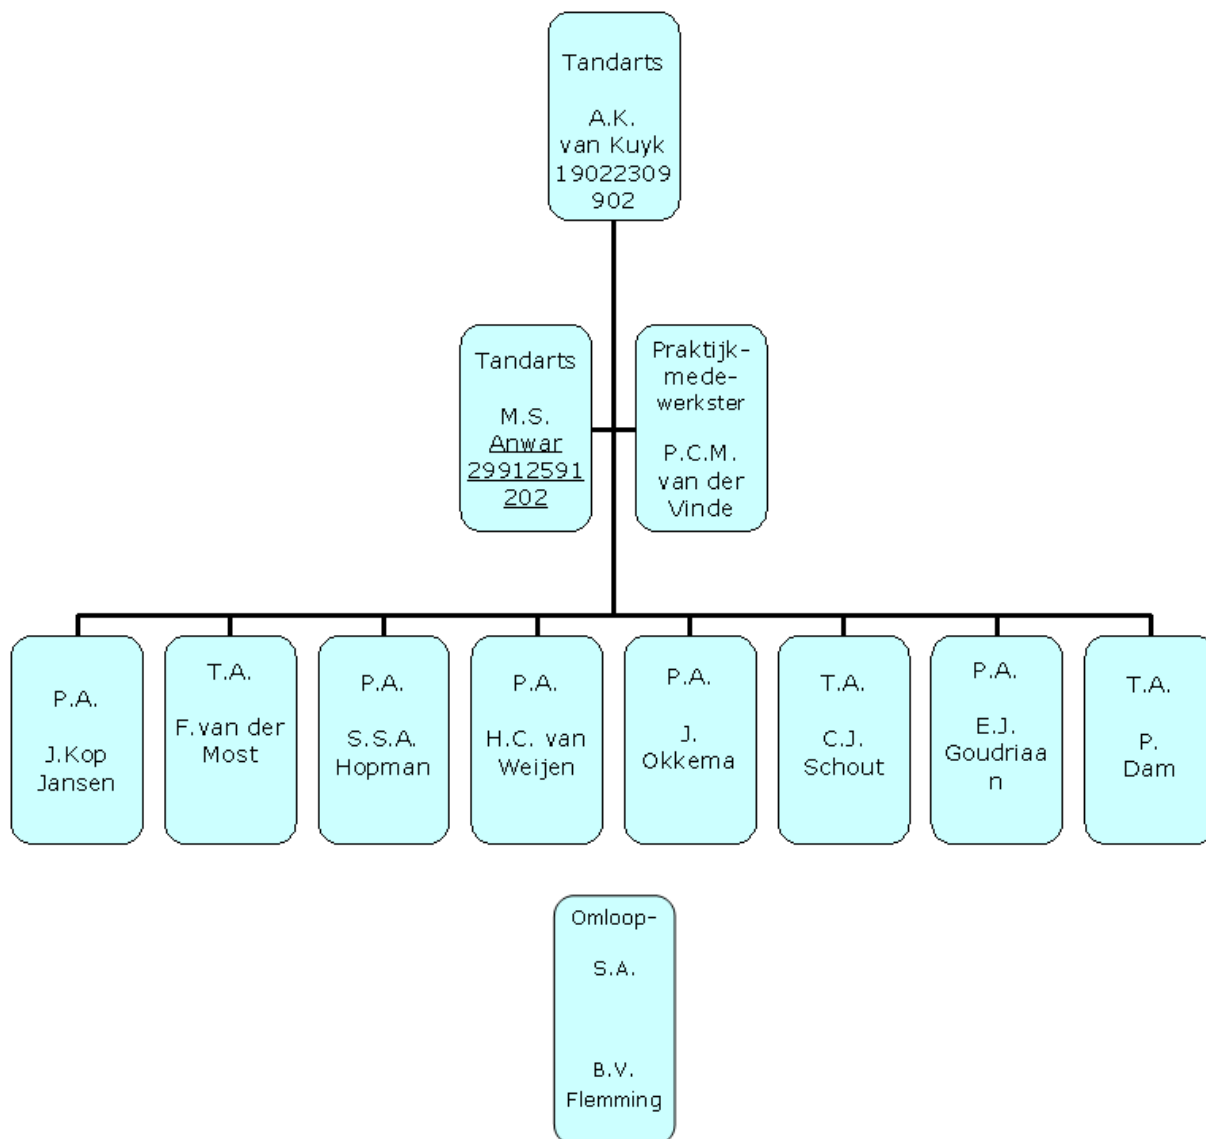 Tandarts
A.K.
van Kuyk
19022309
902
Tandarts
M.S.
Anwar
29912591
202
Praktijk-
mede-
werkster
P.C.M.
van der
Vinde
P.A.
J.Kop
Jansen
T.A.
F.van der
Most
P.A.
S.S.A.
Hopman
P.A.
H.C. van
Weijen
P.A.
J.
Okkema
T.A.
C.J.
Schout
P.A.
E.J.
Goudriaa
n
T.A.
P.
Dam
Omloop-
S.A.
B.V.
Flemming